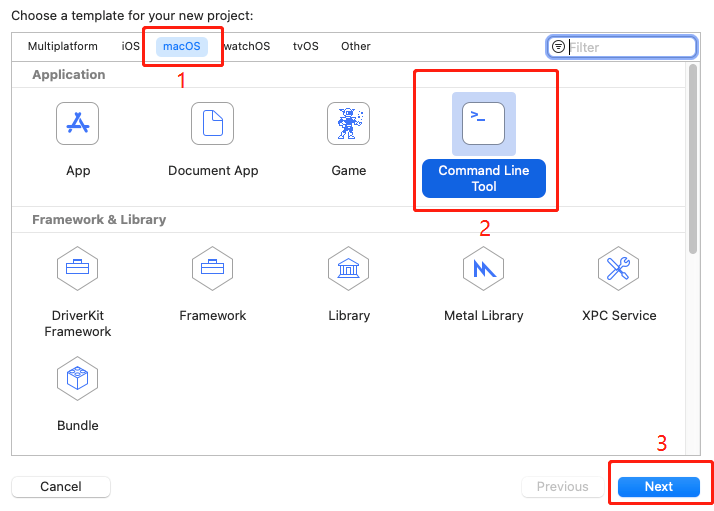 Choose a template for your new project:
Multiplatform iOS macOS watchOS tvOS Other Filter
1
Application
>_
App Document App Game Command Line Tool
2
Framework & Library
DriverKit Framework Framework Library Metal Library XPC Service
Bundle
3
Cancel Previous Next